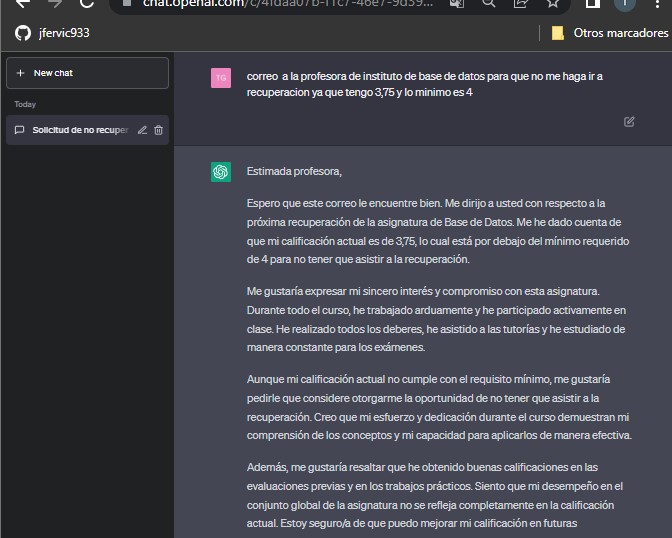 chat.openai.com/c/
jfervic933
Otros marcadores
New chat
Today
Solicitud de no recuper
TG
correo a la profesora de instituto de base de datos para que no me haga ir a
recuperacion ya que tengo 3,75 y lo minimo es 4
Estimada profesora,
Espero que este correo le encuentre bien. Me dirijo a usted con respecto a la
próxima recuperación de la asignatura de Base de Datos. Me he dado cuenta de
que mi calificación actual es de 3,75, lo cual está por debajo del mínimo requerido
de 4 para no tener que asistir a la recuperación.
Me gustaría expresar mi sincero interés y compromiso con esta asignatura.
Durante todo el curso, he trabajado arduamente y he participado activamente en
clase. He realizado todos los deberes, he asistido a las tutorías y he estudiado de
manera constante para los exámenes.
Aunque mi calificación actual no cumple con el requisito mínimo, me gustaría
pedirle que considere otorgarme la oportunidad de no tener que asistir a la
recuperación. Creo que mi esfuerzo y dedicación durante el curso demuestran mi
comprensión de los conceptos y mi capacidad para aplicarlos de manera efectiva.
Además, me gustaría resaltar que he obtenido buenas calificaciones en las
evaluaciones previas y en los trabajos prácticos. Siento que mi desempeño en el
conjunto global de la asignatura no se refleja completamente en la calificación
actual. Estoy seguro/a de que puedo mejorar mi calificación en futuras